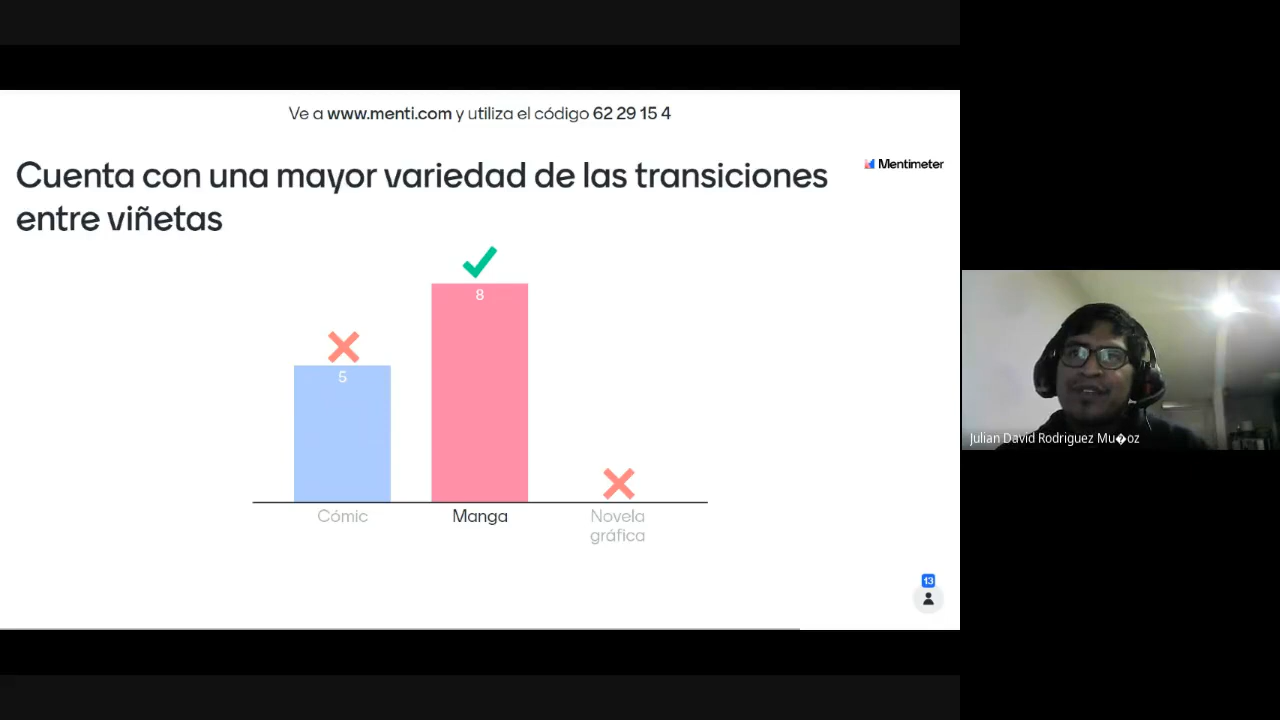 Ve a www.menti.com y utiliza el código 62 29 15 4
Cuenta con una mayor variedad de las transiciones
entre viñetas
Mentimeter
5
8
Cómic
Manga
Novela
gráfica
13
Julian David Rodriguez Mu�oz